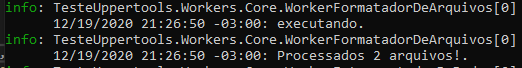 info: TesteUppertools.Workers.Core.WorkerFormatadorDeArquivos[0]
12/19/2020 21:26:50 -03:00: executando.
info: TesteUppertools.Workers.Core.WorkerFormatadorDeArquivos[0]
12/19/2020 21:26:50 -03:00: Processados 2 arquivos!.